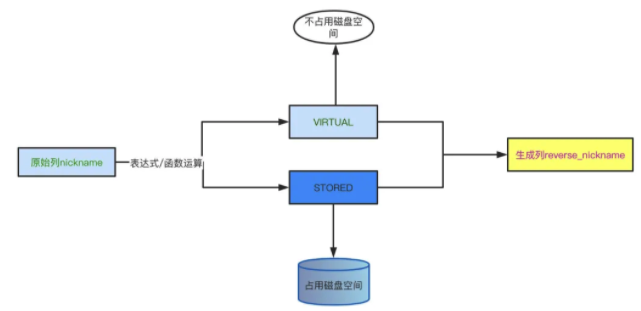 不占用磁盘空
间
VIRTUAL
原始列nickname
表达式/函数运算
生成列reverse_nickname
STORED
占用磁盘空间